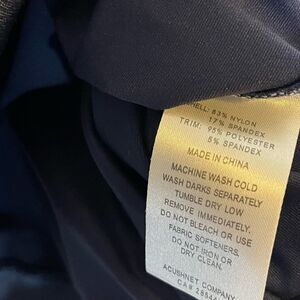 SHELL: 83% NYLON
17% SPANDEX
TRIM: 95% POLYESTER
5% SPANDEX
MADE IN CHINA
MACHINE WASH COLD
WASH DARKS SEPARATELY
TUMBLE DRY LOW
REMOVE IMMEDIATELY.
DO NOT BLEACH OR USE
FABRIC SOFTENERS.
DO NOT IRON OR
DRY CLEAN.
ACUSHNET COMPANY
CA#